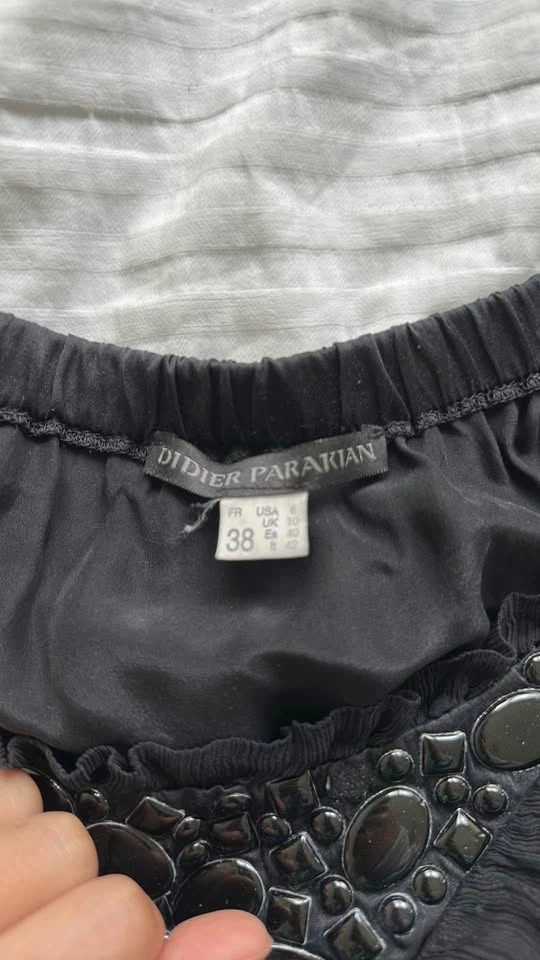 DIDIER PARAKIAN
FR USA 6
UK 10
38 Es 40
It 42